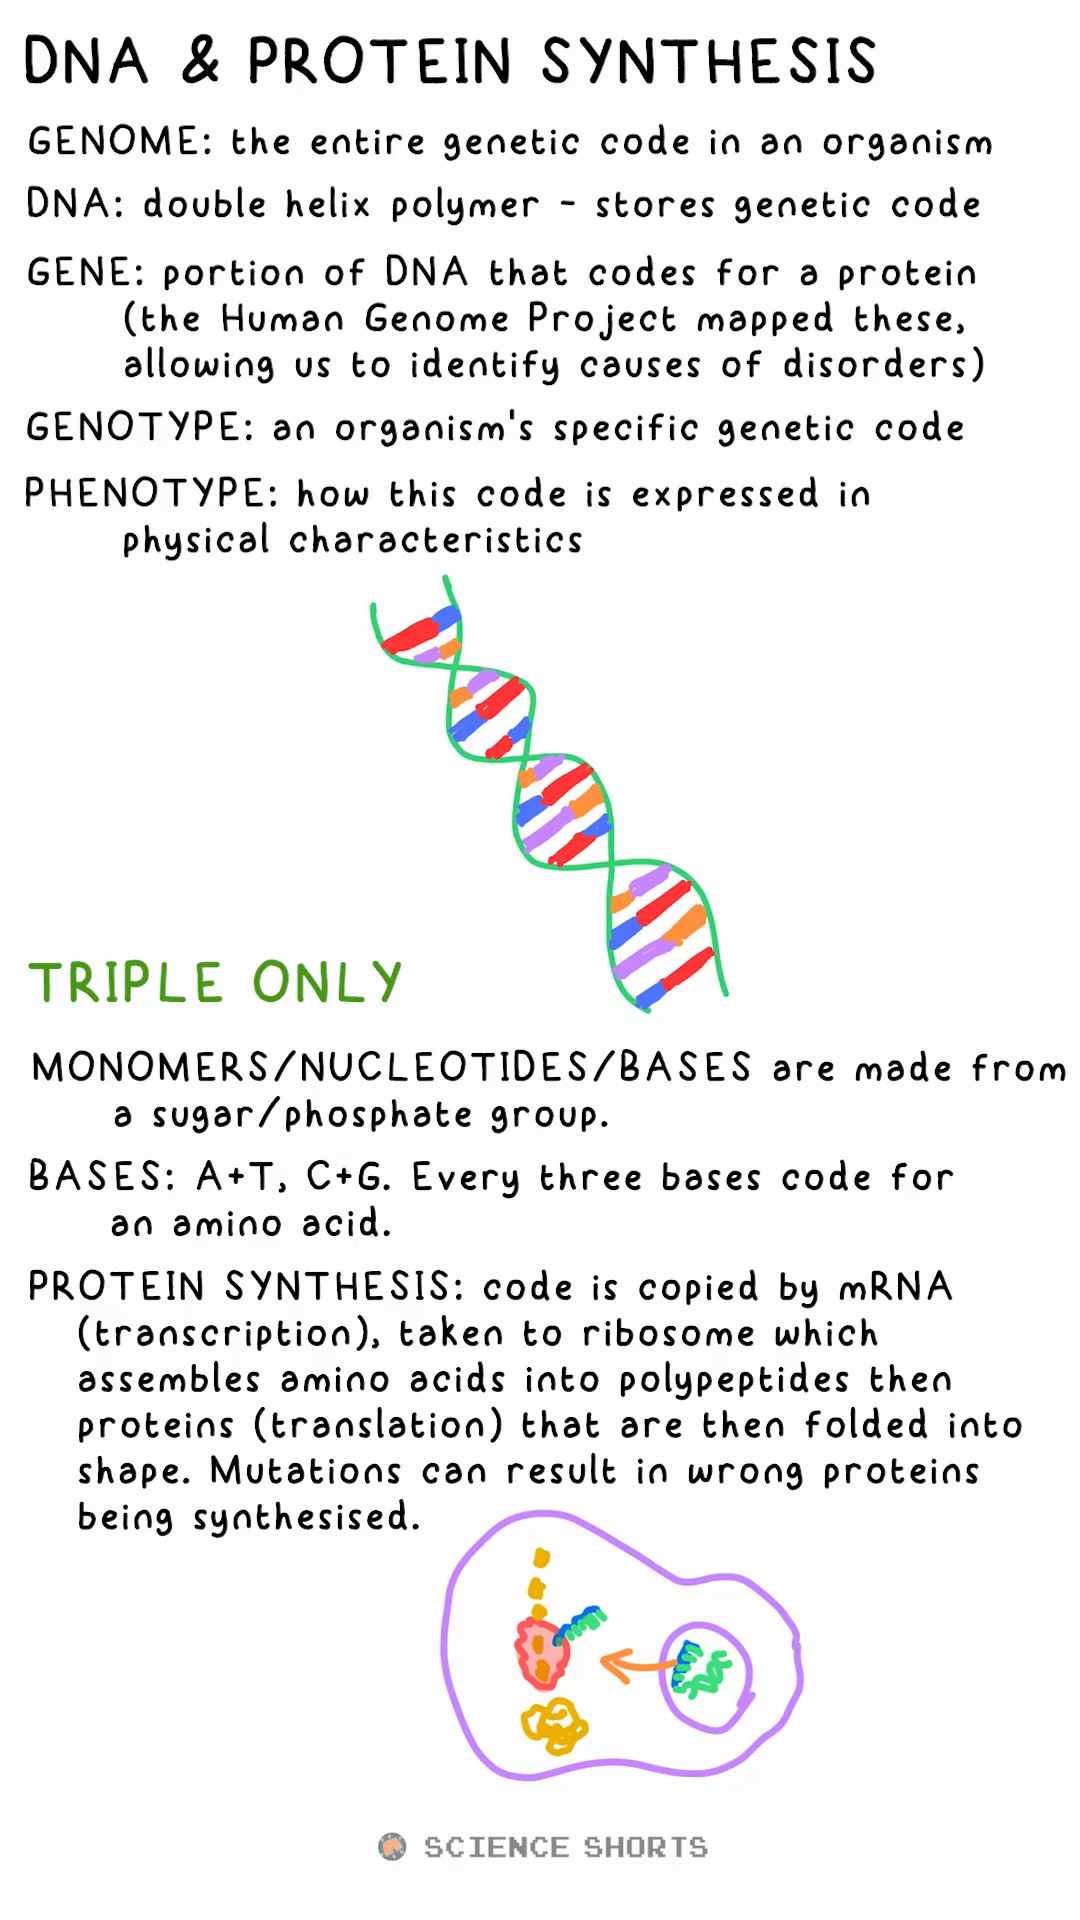 DNA & PROTEIN SYNTHESIS
GENOME: the entire genetic code in an organism
DNA: double helix polymer - stores genetic code
GENE: portion of DNA that codes for a protein
(the Human Genome Project mapped these,
allowing us to identify causes of disorders)
GENOTYPE: an organism's specific genetic code
PHENOTYPE: how this code is expressed in
physical characteristics
TRIPLE ONLY
MONOMERS/NUCLEOTIDES/BASES are made from
a sugar/phosphate group.
BASES: A+T, C+G. Every three bases code for
an amino acid.
PROTEIN SYNTHESIS: code is copied by mRNA
(transcription), taken to ribosome which
assembles amino acids into polypeptides then
proteins (translation) that are then folded into
shape. Mutations can result in wrong proteins
being synthesised.
SCIENCE SHORTS